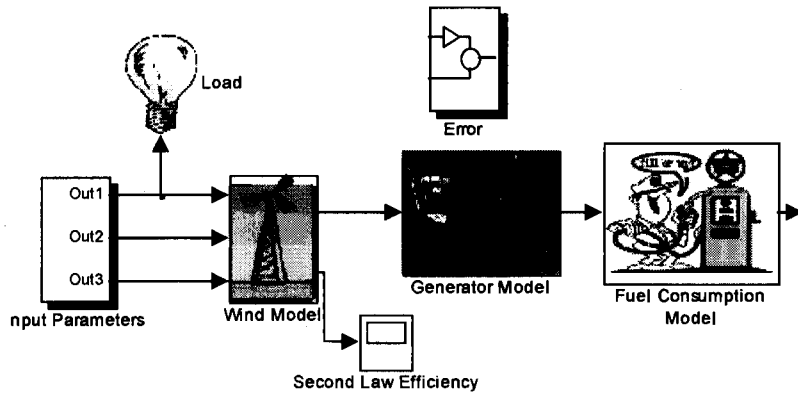 Load
Error
Out1
Out2
Out3
nput Parameters
Wind Model
Generator Model
Fuel Consumption
Model
Second Law Efficiency